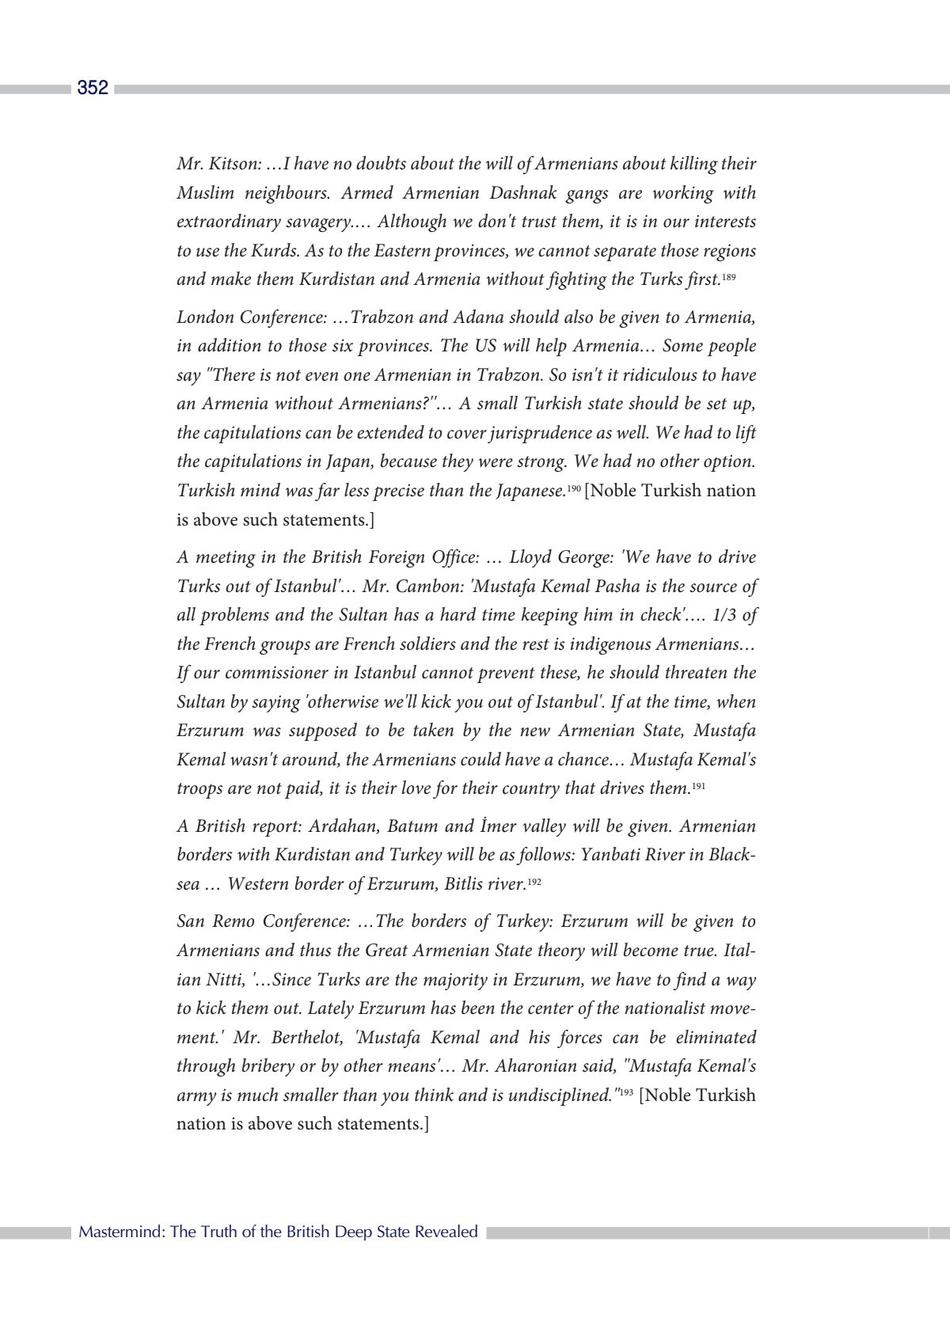 352
Mr. Kitson: …I have no doubts about the will of Armenians about killing their
Muslim neighbours. Armed Armenian Dashnak gangs are working with
extraordinary savagery.… Although we don't trust them, it is in our interests
to use the Kurds. As to the Eastern provinces, we cannot separate those regions
and make them Kurdistan and Armenia without fighting the Turks first.189
London Conference: …Trabzon and Adana should also be given to Armenia,
in addition to those six provinces. The US will help Armenia… Some people
say "There is not even one Armenian in Trabzon. So isn't it ridiculous to have
an Armenia without Armenians?"… A small Turkish state should be set up,
the capitulations can be extended to cover jurisprudence as well. We had to lift
the capitulations in Japan, because they were strong. We had no other option.
Turkish mind was far less precise than the Japanese.190 [Noble Turkish nation
is above such statements.]
A meeting in the British Foreign Office: … Lloyd George: 'We have to drive
Turks out of Istanbul'… Mr. Cambon: 'Mustafa Kemal Pasha is the source of
all problems and the Sultan has a hard time keeping him in check'.… 1/3 of
the French groups are French soldiers and the rest is indigenous Armenians…
If our commissioner in Istanbul cannot prevent these, he should threaten the
Sultan by saying 'otherwise we'll kick you out of Istanbul'. If at the time, when
Erzurum was supposed to be taken by the new Armenian State, Mustafa
Kemal wasn't around, the Armenians could have a chance… Mustafa Kemal's
troops are not paid, it is their love for their country that drives them.191
A British report: Ardahan, Batum and İmer valley will be given. Armenian
borders with Kurdistan and Turkey will be as follows: Yanbati River in Black-
sea … Western border of Erzurum, Bitlis river.192
San Remo Conference: …The borders of Turkey: Erzurum will be given to
Armenians and thus the Great Armenian State theory will become true. Ital-
ian Nitti, '…Since Turks are the majority in Erzurum, we have to find a way
to kick them out. Lately Erzurum has been the center of the nationalist move-
ment.' Mr. Berthelot, 'Mustafa Kemal and his forces can be eliminated
through bribery or by other means'… Mr. Aharonian said, "Mustafa Kemal's
army is much smaller than you think and is undisciplined."193 [Noble Turkish
nation is above such statements.]
Mastermind: The Truth of the British Deep State Revealed